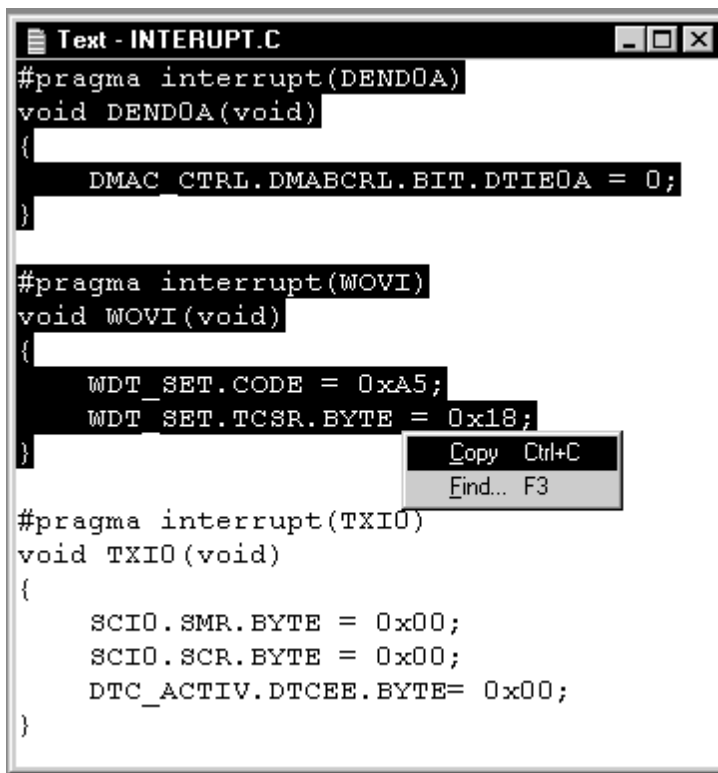 Text - INTERUPT.C
#pragma interrupt(DEND0A)
void DEND0A(void)
{
DMAC_CTRL.DMABCRL.BIT.DTIE0A = 0;
}
#pragma interrupt(WOVI)
void WOVI(void)
{
WDT_SET.CODE = 0xA5;
WDT_SET.TCSR.BYTE = 0x18;
}
Copy Ctrl+C
Find... F3
#pragma interrupt(TXI0)
void TXI0(void)
{
SCI0.SMR.BYTE = 0x00;
SCI0.SCR.BYTE = 0x00;
DTC_ACTIV.DTCEE.BYTE= 0x00;
}